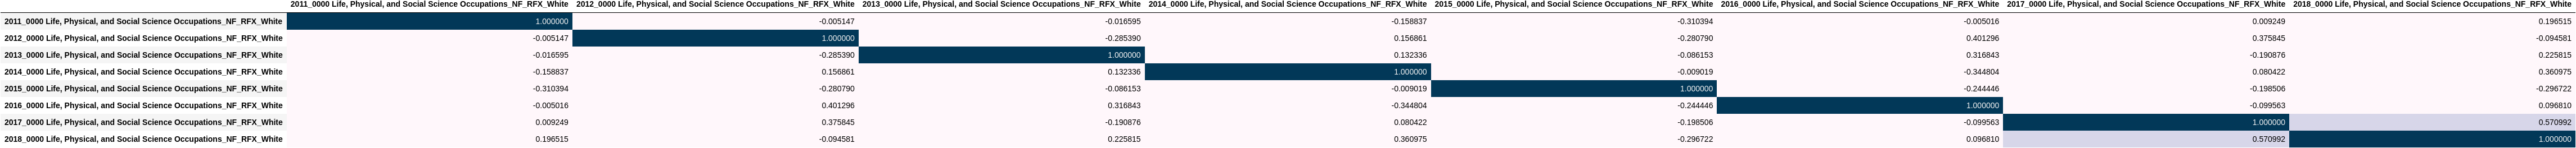 2011_0000 Life, Physical, and Social Science Occupations_NF_RFX_White 2012_0000 Life, Physical, and Social Science Occupations_NF_RFX_White 2013_0000 Life, Physical, and Social Science Occupations_NF_RFX_White 2014_0000 Life, Physical, and Social Science Occupations_NF_RFX_White 2015_0000 Life, Physical, and Social Science Occupations_NF_RFX_White 2016_0000 Life, Physical, and Social Science Occupations_NF_RFX_White 2017_0000 Life, Physical, and Social Science Occupations_NF_RFX_White 2018_0000 Life, Physical, and Social Science Occupations_NF_RFX_White
2011_0000 Life, Physical, and Social Science Occupations_NF_RFX_White 1.000000 -0.005147 -0.016595 -0.158837 -0.310394 -0.005016 0.009249 0.196515
2012_0000 Life, Physical, and Social Science Occupations_NF_RFX_White -0.005147 1.000000 -0.285390 0.156861 -0.280790 0.401296 0.375845 -0.094581
2013_0000 Life, Physical, and Social Science Occupations_NF_RFX_White -0.016595 -0.285390 1.000000 0.132336 -0.086153 0.316843 -0.190876 0.225815
2014_0000 Life, Physical, and Social Science Occupations_NF_RFX_White -0.158837 0.156861 0.132336 1.000000 -0.009019 -0.344804 0.080422 0.360975
2015_0000 Life, Physical, and Social Science Occupations_NF_RFX_White -0.310394 -0.280790 -0.086153 -0.009019 1.000000 -0.244446 -0.198506 -0.296722
2016_0000 Life, Physical, and Social Science Occupations_NF_RFX_White -0.005016 0.401296 0.316843 -0.344804 -0.244446 1.000000 -0.099563 0.096810
2017_0000 Life, Physical, and Social Science Occupations_NF_RFX_White 0.009249 0.375845 -0.190876 0.080422 -0.198506 -0.099563 1.000000 0.570992
2018_0000 Life, Physical, and Social Science Occupations_NF_RFX_White 0.196515 -0.094581 0.225815 0.360975 -0.296722 0.096810 0.570992 1.000000